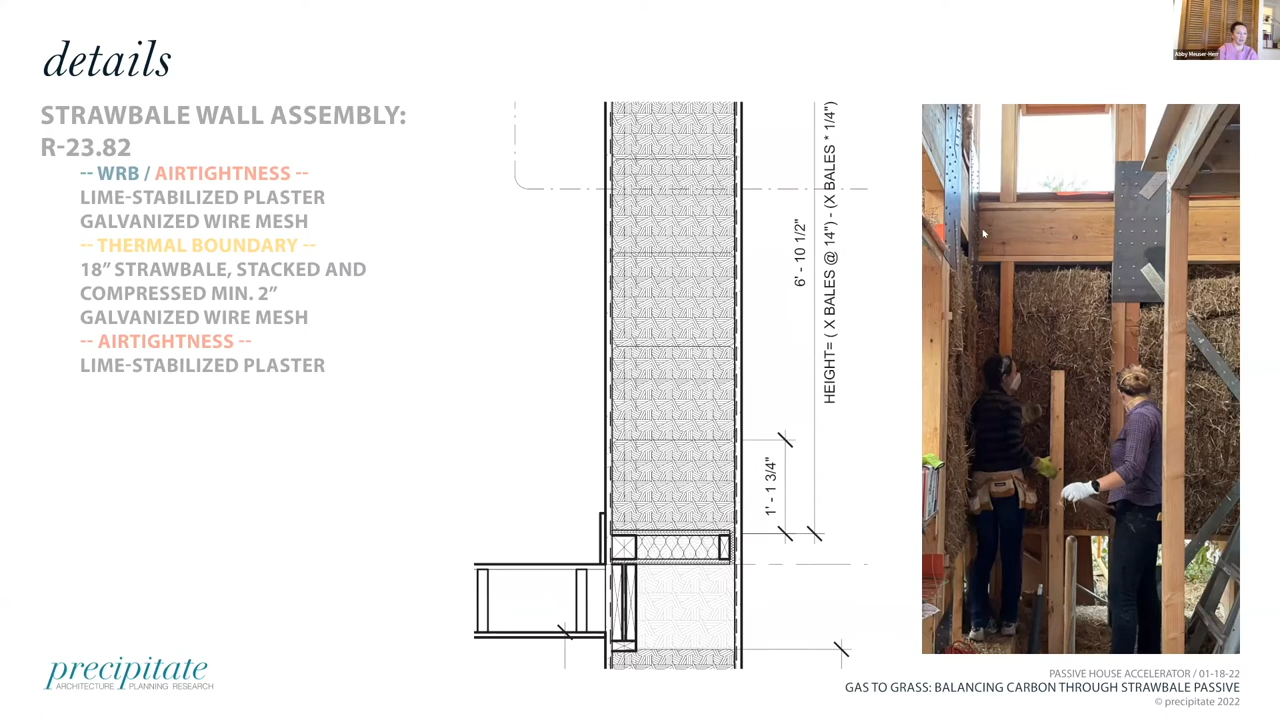 details
Abby Meuser-Herr
STRAWBALE WALL ASSEMBLY:
R-23.82
-- WRB / AIRTIGHTNESS --
LIME-STABILIZED PLASTER
GALVANIZED WIRE MESH
-- THERMAL BOUNDARY --
18” STRAWBALE, STACKED AND
COMPRESSED MIN. 2”
GALVANIZED WIRE MESH
-- AIRTIGHTNESS --
LIME-STABILIZED PLASTER
6' - 10 1/2"
HEIGHT= ( X BALES @ 14") - (X BALES * 1/4")
1' - 1 3/4"
precipitate
ARCHITECTURE PLANNING RESEARCH
PASSIVE HOUSE ACCELERATOR / 01-18-22
GAS TO GRASS: BALANCING CARBON THROUGH STRAWBALE PASSIVE
© precipitate 2022